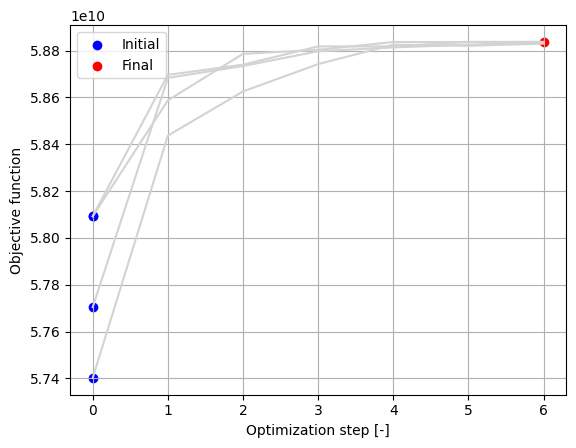 1e10
Initial
Final
5.88
5.86
5.84
5.82
5.80
5.78
5.76
5.74
Objective function
0 1 2 3 4 5 6
Optimization step [-]